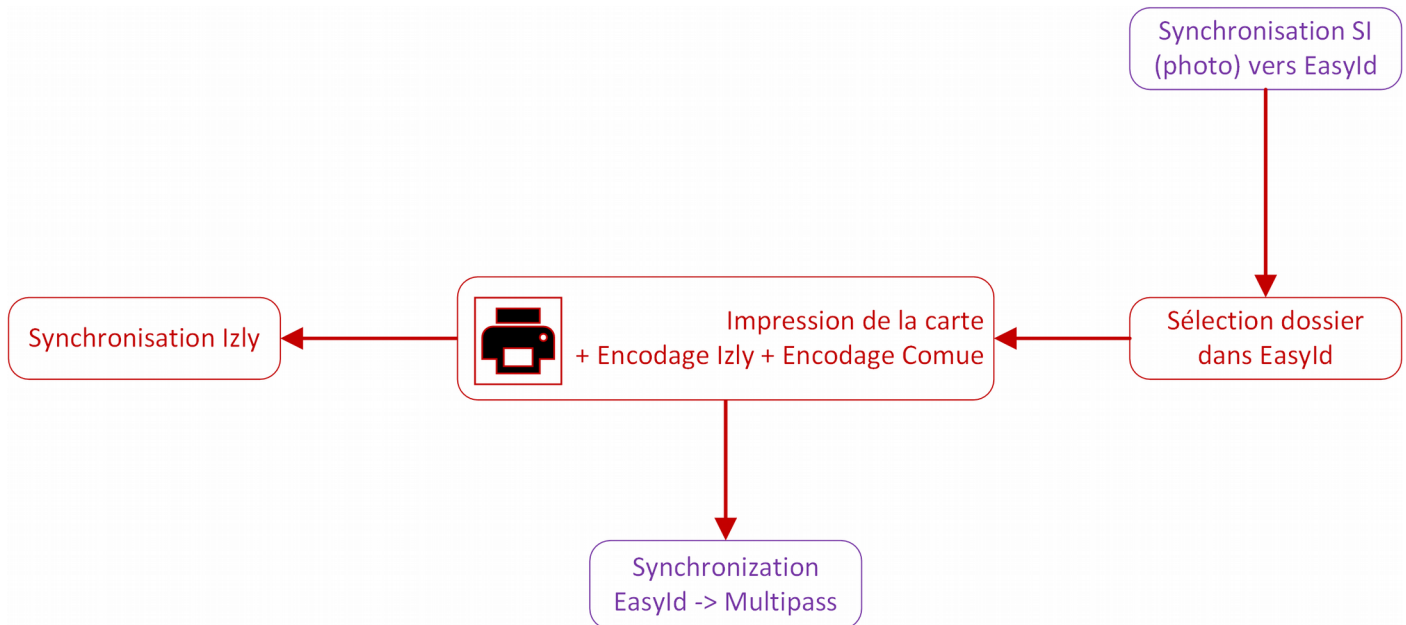 Synchronisation SI
(photo) vers EasyId
Synchronisation Izly
Impression de la carte
+ Encodage Izly + Encodage Comue
Sélection dossier
dans EasyId
Synchronization
EasyId -> Multipass